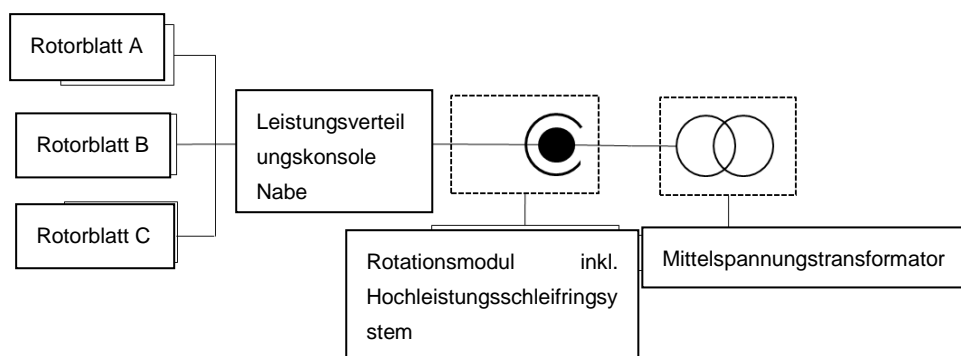 Rotorblatt A
Rotorblatt B
Rotorblatt C
Leistungsverteil
ungskonsole
Nabe
Rotationsmodul inkl.
Hochleistungsschleifringsy
stem
Mittelspannungstransformator